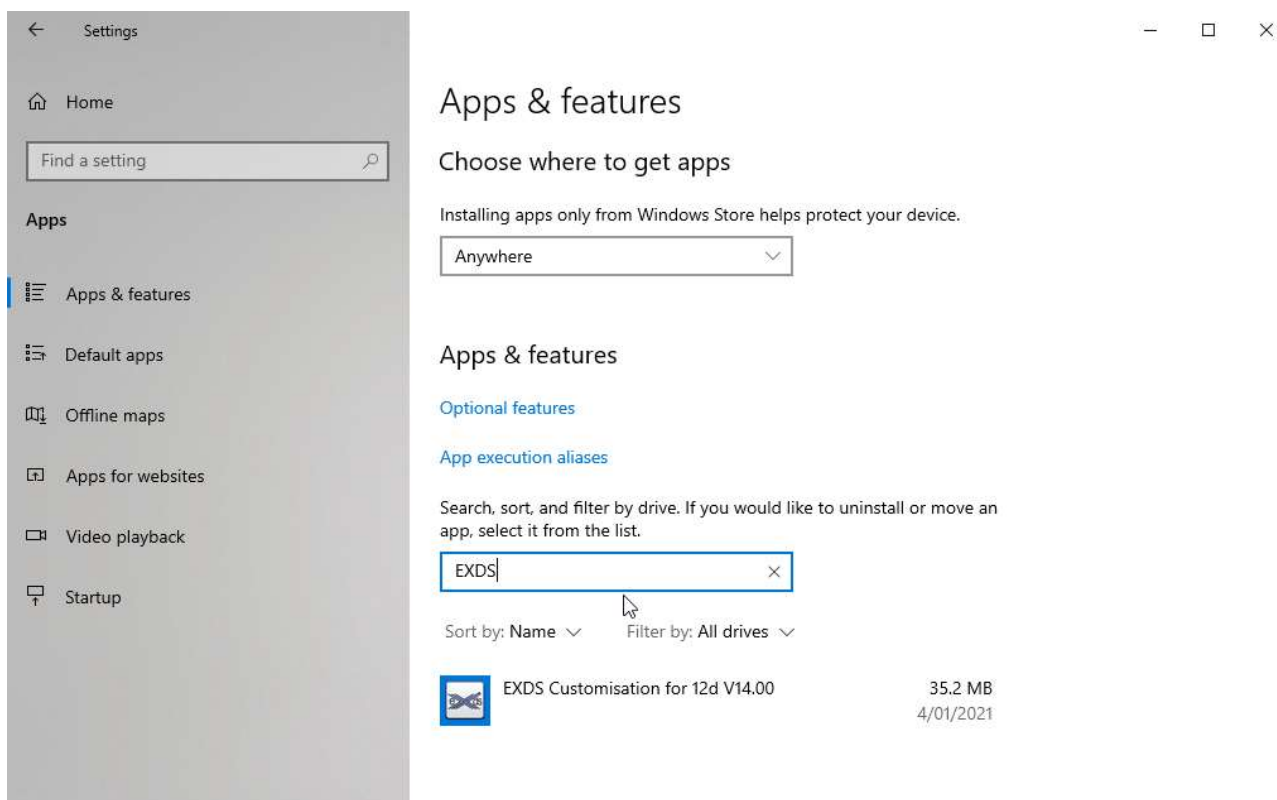 Settings
Home
Find a setting
Apps
Apps & features
Default apps
Offline maps
Apps for websites
Video playback
Startup
Apps & features
Choose where to get apps
Installing apps only from Windows Store helps protect your device.
Anywhere
Apps & features
Optional features
App execution aliases
Search, sort, and filter by drive. If you would like to uninstall or move an
app, select it from the list.
EXDS
Sort by: Name Filter by: All drives
EXDS Customisation for 12d V14.00 35.2 MB
4/01/2021